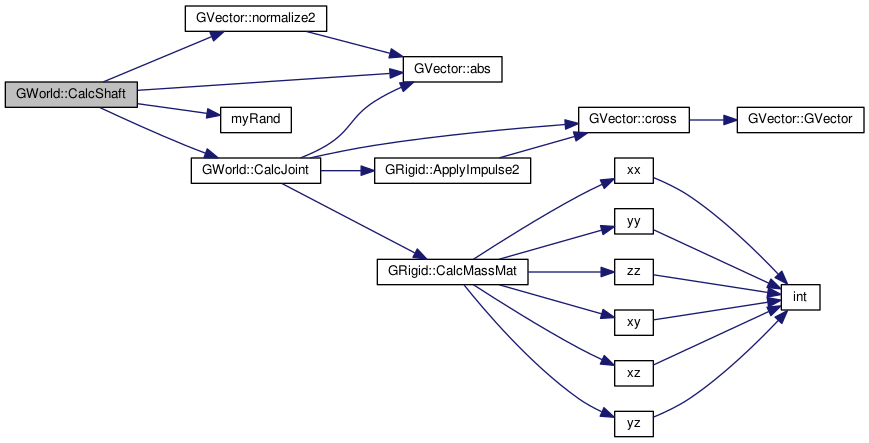 GVector::normalize2
GVector::abs
GWorld::CalcShaft
myRand
GVector::cross
GVector::GVector
GWorld::CalcJoint
GRigid::ApplyImpulse2
xx
yy
GRigid::CalcMassMat
zz
int
xy
xz
yz